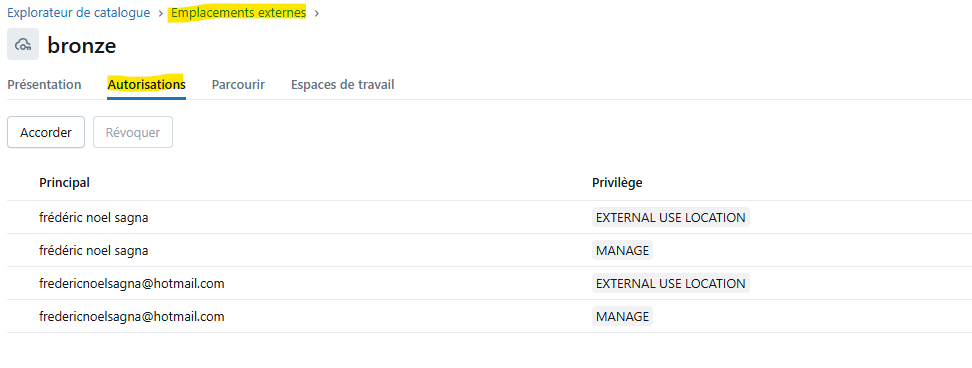 Explorateur de catalogue > Emplacements externes >
bronze
Présentation Autorisations Parcourir Espaces de travail
Accorder Révoquer
Principal Privilège
frédéric noel sagna EXTERNAL USE LOCATION
frédéric noel sagna MANAGE
fredericnoelsagna@hotmail.com EXTERNAL USE LOCATION
fredericnoelsagna@hotmail.com MANAGE